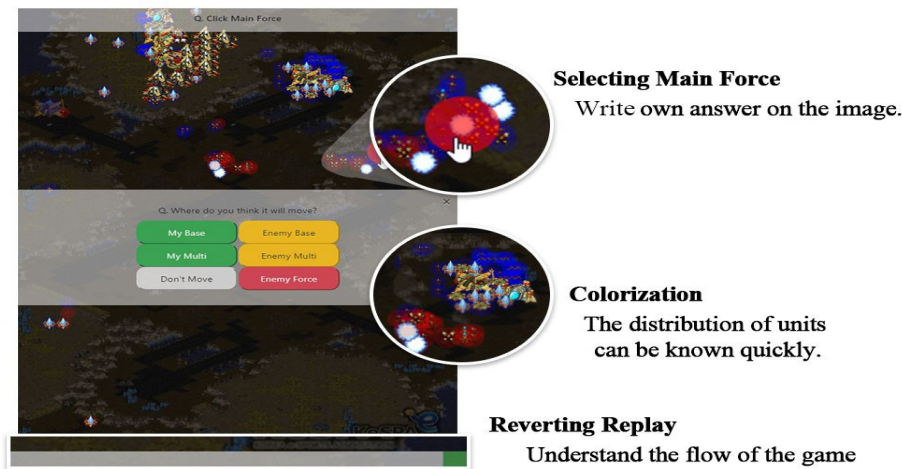 Q. Click Main Force
Selecting Main Force
Write own answer on the image.
Q. Where do you think it will move?
×
My Base
Enemy Base
My Multi
Enemy Multi
Don't Move
Enemy Force
Colorization
The distribution of units
can be known quickly.
Reverting Replay
Understand the flow of the game